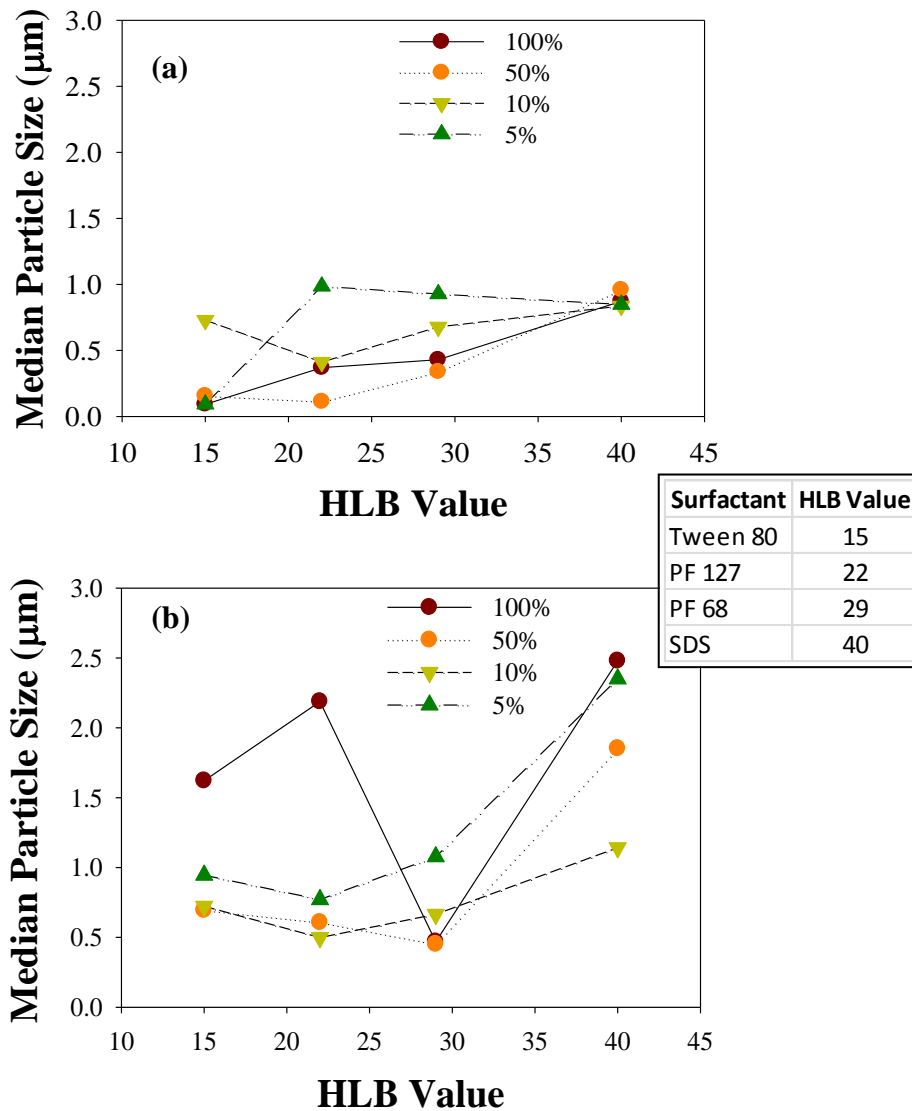 3.0
2.5
2.0
1.5
1.0
0.5
0.0
Median Particle Size (μm)
(a)
100%
50%
10%
5%
10 15 20 25 30 35 40 45
HLB Value
Surfactant HLB Value
Tween 80 15
PF 127 22
PF 68 29
SDS 40
3.0
2.5
2.0
1.5
1.0
0.5
0.0
Median Particle Size (μm)
(b)
100%
50%
10%
5%
10 15 20 25 30 35 40 45
HLB Value